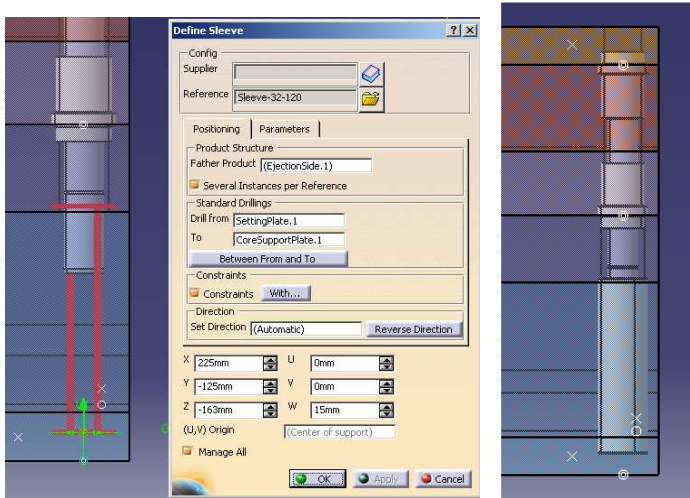 Define Sleeve
? X
Config
Supplier
Reference Sleeve-32-120
Positioning Parameters
Product Structure
Father Product (EjectionSide.1)
Several Instances per Reference
Standard Drillings
Drill from SettingPlate.1
To CoreSupportPlate.1
Between From and To
Constraints
Constraints With...
Direction
Set Direction (Automatic) Reverse Direction
X 225mm U 0mm
Y -125mm V 0mm
Z -163mm W 15mm
(U,V) Origin (Center of support)
Manage All
OK Apply Cancel